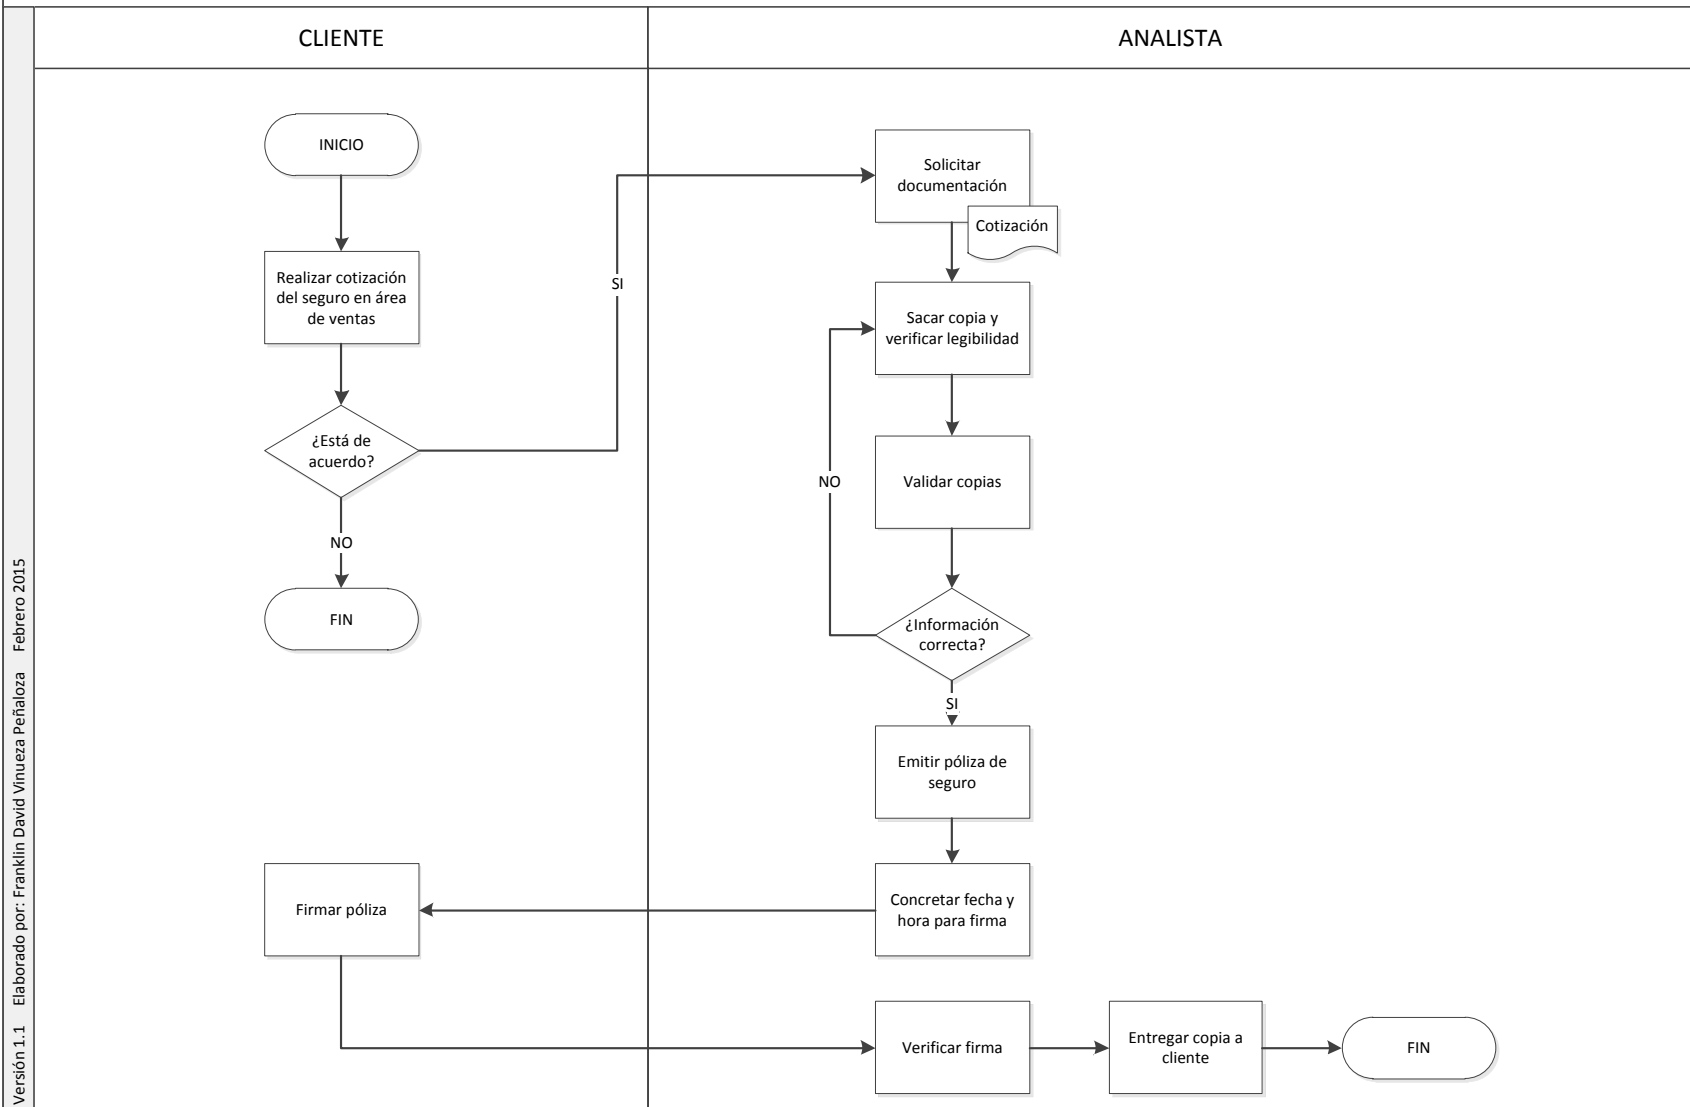 CLIENTE
ANALISTA
INICIO
Realizar cotización
del seguro en área
de ventas
¿Está de
acuerdo?
SI
NO
FIN
Solicitar
documentación
Cotización
Sacar copia y
verificar legibilidad
Validar copias
NO
¿Información
correcta?
SI
Emitir póliza de
seguro
Concretar fecha y
hora para firma
Firmar póliza
Verificar firma
Entregar copia a
cliente
FIN
Versión 1.1 Elaborado por: Franklin David Vinueza Peñaloza Febrero 2015